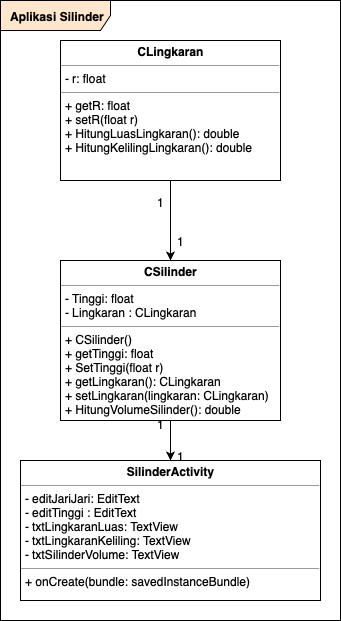 Aplikasi Silinder
CLingkaran
- r: float
+ getR: float
+ setR(float r)
+ HitungLuasLingkaran(): double
+ HitungKelilingLingkaran(): double
1
1
CSilinder
- Tinggi: float
- Lingkaran : CLingkaran
+ CSilinder()
+ getTinggi: float
+ SetTinggi(float r)
+ getLingkaran(): CLingkaran
+ setLingkaran(lingkaran: CLingkaran)
+ HitungVolumeSilinder(): double
1
1
SilinderActivity
- editJariJari: EditText
- editTinggi : EditText
- txtLingkaranLuas: TextView
- txtLingkaranKeliling: TextView
- txtSilinderVolume: TextView
+ onCreate(bundle: savedInstanceBundle)